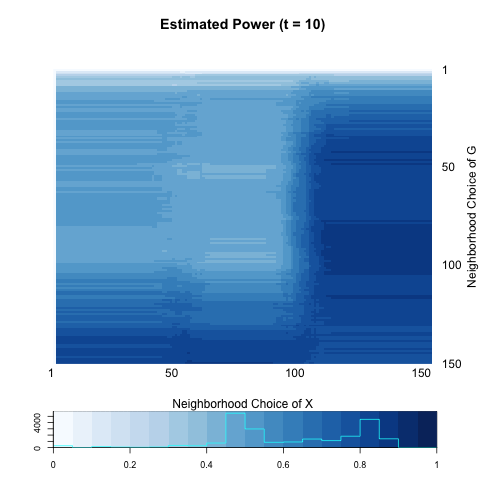 Estimated Power (t = 10)
1
50
100
150
Neighborhood Choice of G
1 50 100 150
Neighborhood Choice of X
0 4000
0 0.2 0.4 0.6 0.8 1